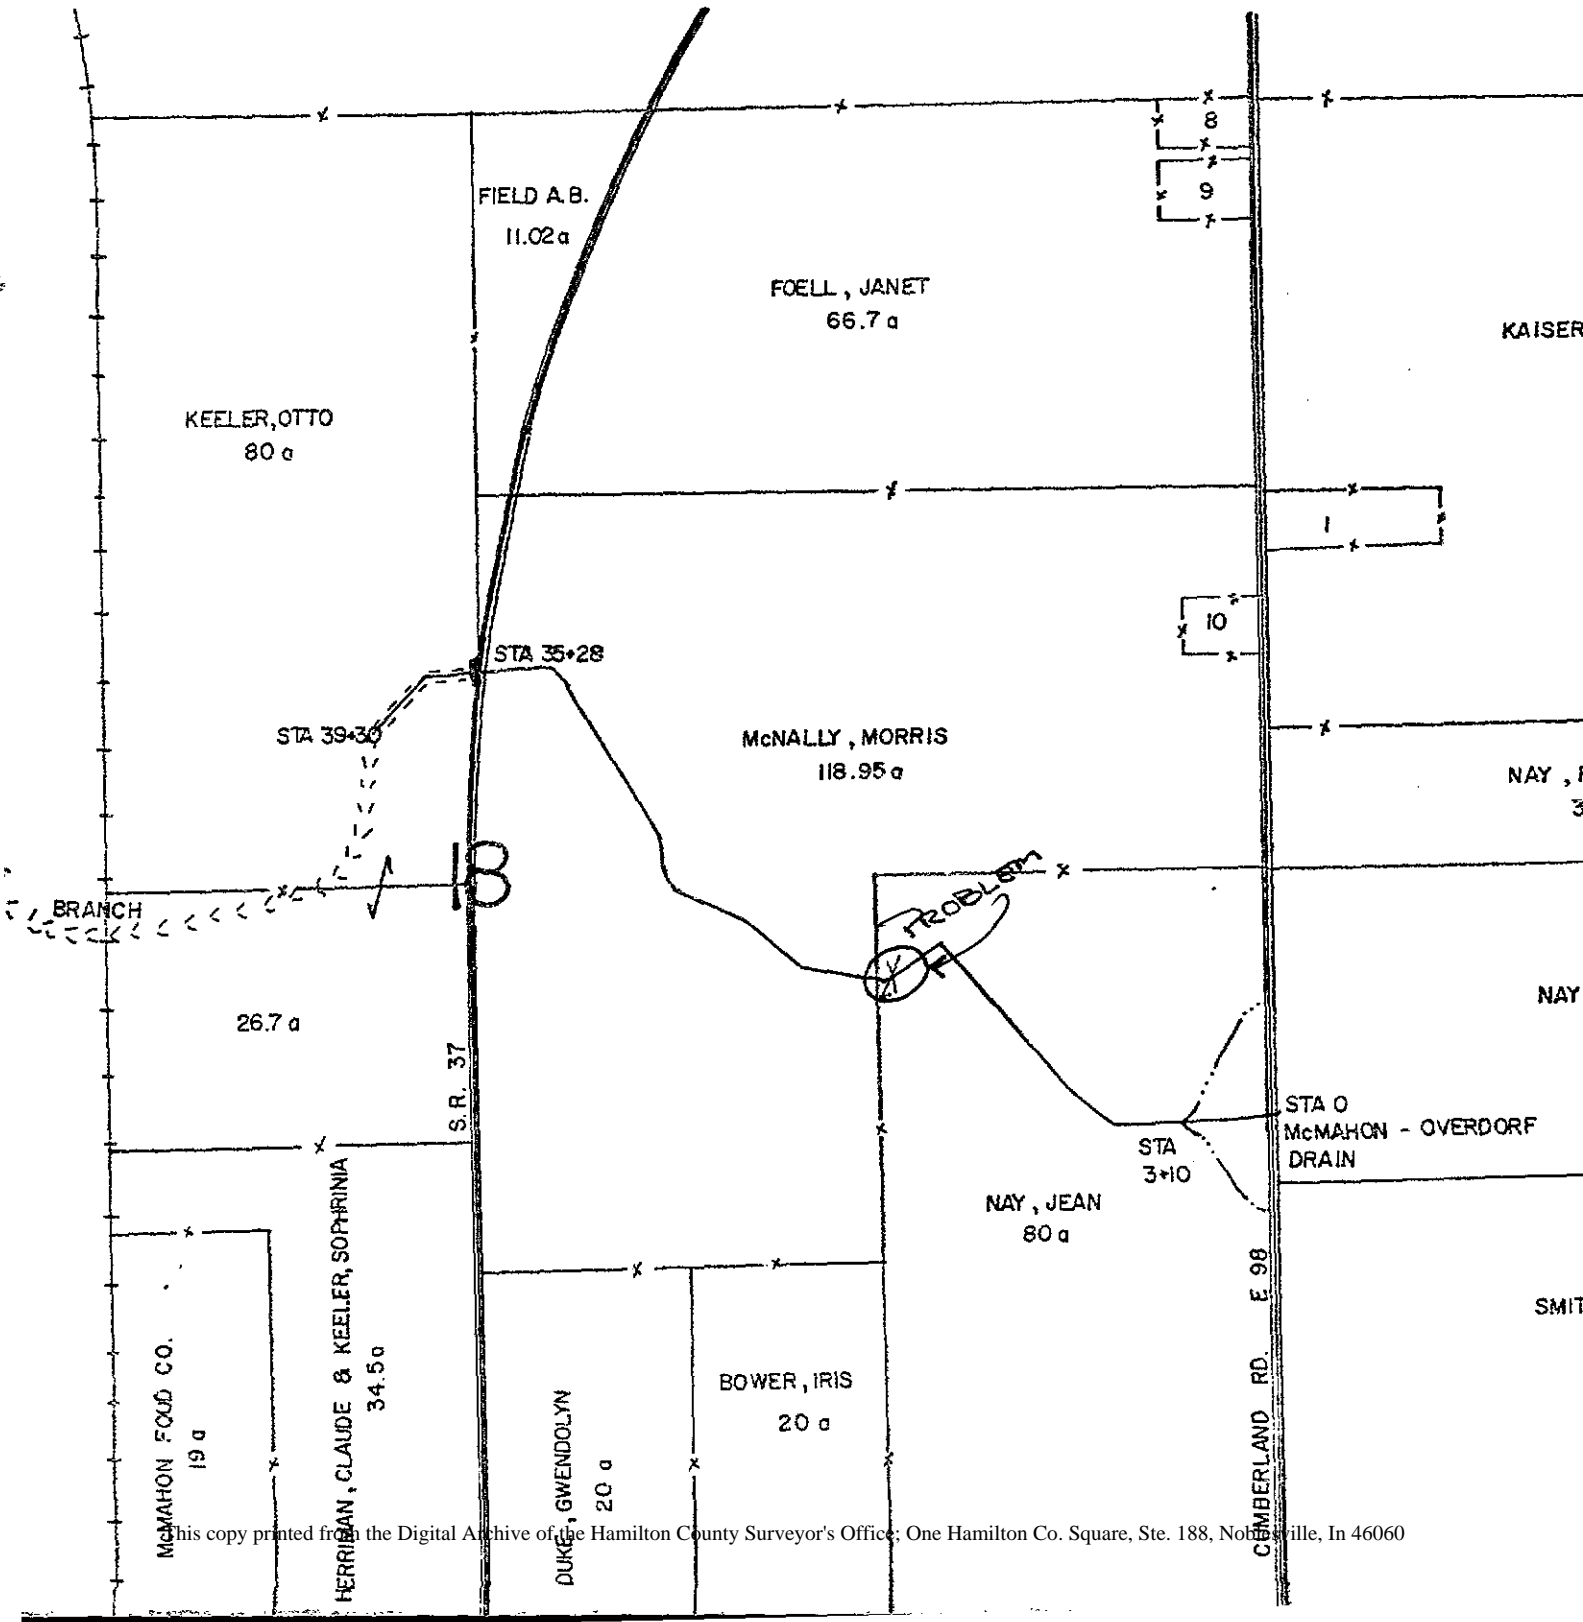 8
9
FIELD A.B.
11.02 a
FOELL, JANET
66.7 a
KAISER
KEELER, OTTO
80 a
1
10
STA 35+28
STA 39+30
McNALLY, MORRIS
118.95 a
NAY,
3
18
PROBLEM
BRANCH
26.7 a
NAY
S.R. 37
STA 0
McMAHON - OVERDORF
DRAIN
STA
3+10
NAY, JEAN
80 a
CUMBERLAND RD. E 98
SMIT
McMAHON FOOD CO.
19 a
HERRIMAN, CLAUDE & KEELER, SOPHRINIA
34.5 a
DUKE, GWENDOLYN
20 a
BOWER, IRIS
20 a
This copy printed from the Digital Archive of the Hamilton County Surveyor's Office; One Hamilton Co. Square, Ste. 188, Noblesville, In 46060